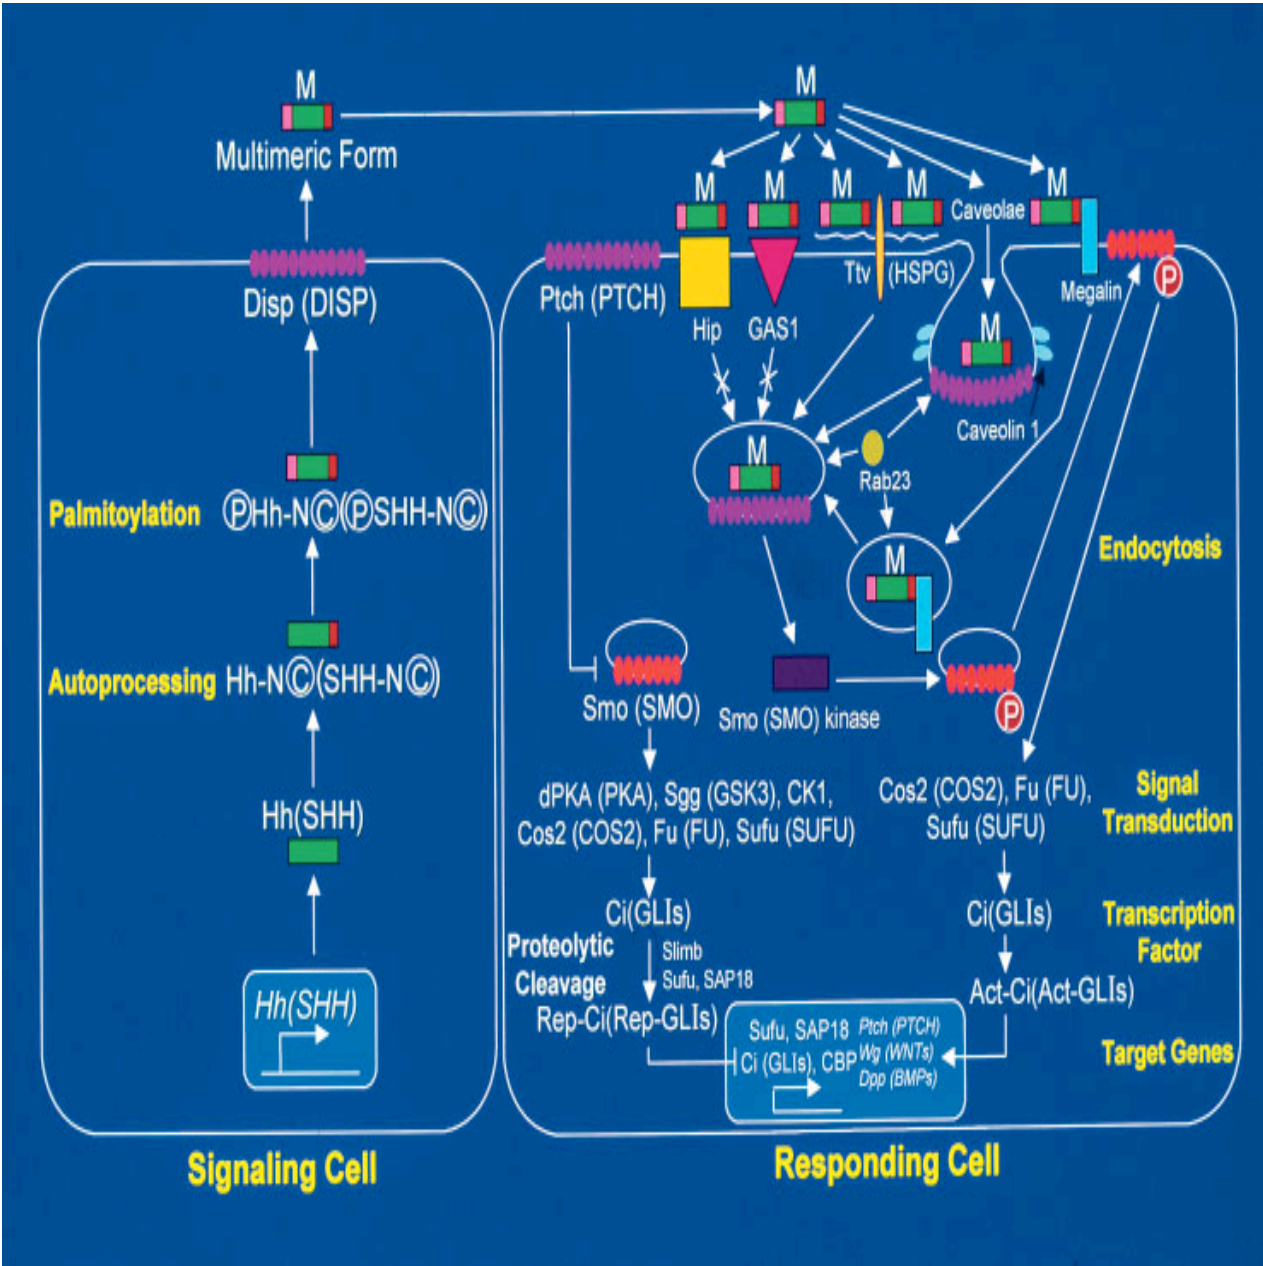 M
Multimeric Form
Disp (DISP)
Palmitoylation
ⓅHh-NⒸ(ⓅSHH-NⒸ)
Autoprocessing
Hh-NⒸ(SHH-NⒸ)
Hh(SHH)
Hh(SHH)
Signaling Cell
M
M
M
M
M
Caveolae
M
Ptch (PTCH)
Hip
GAS1
Ttv
(HSPG)
Megalin
P
M
Caveolin 1
M
Rab23
M
Endocytosis
Smo (SMO)
Smo (SMO) kinase
P
dPKA (PKA), Sgg (GSK3), CK1,
Cos2 (COS2), Fu (FU), Sufu (SUFU)
Cos2 (COS2), Fu (FU),
Sufu (SUFU)
Signal
Transduction
Ci(GLIs)
Ci(GLIs)
Transcription
Factor
Proteolytic
Cleavage
Slimb
Sufu, SAP18
Rep-Ci(Rep-GLIs)
Act-Ci(Act-GLIs)
Sufu, SAP18
Ci (GLIs), CBP
Ptch (PTCH)
Wg (WNTs)
Dpp (BMPs)
Target Genes
Responding Cell